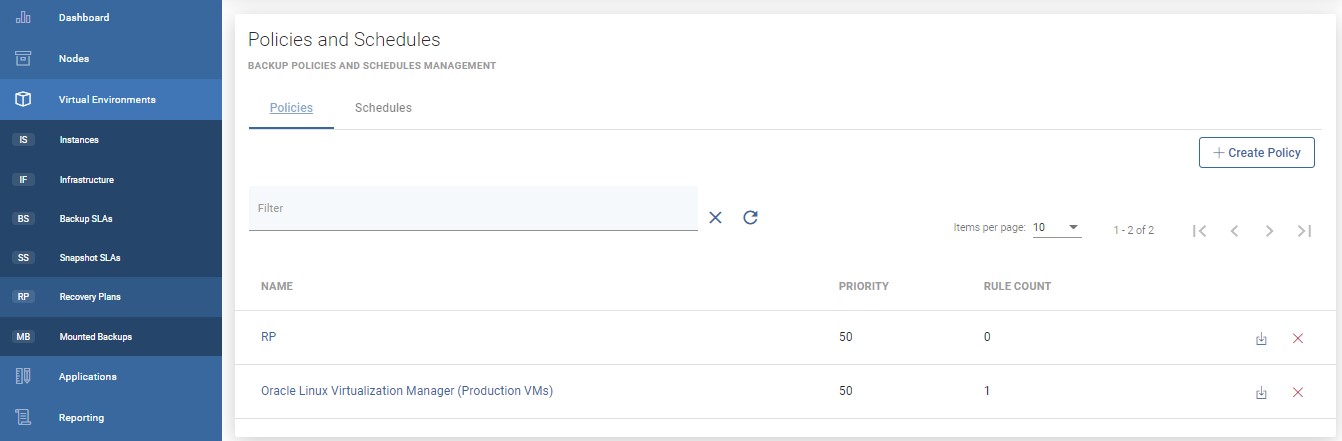 Dashboard
Nodes
Virtual Environments
IS Instances
IF Infrastructure
BS Backup SLAs
SS Snapshot SLAs
RP Recovery Plans
MB Mounted Backups
Applications
Reporting
Policies and Schedules
BACKUP POLICIES AND SCHEDULES MANAGEMENT
Policies Schedules
+ Create Policy
Filter
Items per page: 10 1 - 2 of 2
NAME PRIORITY RULE COUNT
RP 50 0
Oracle Linux Virtualization Manager (Production VMs) 50 1